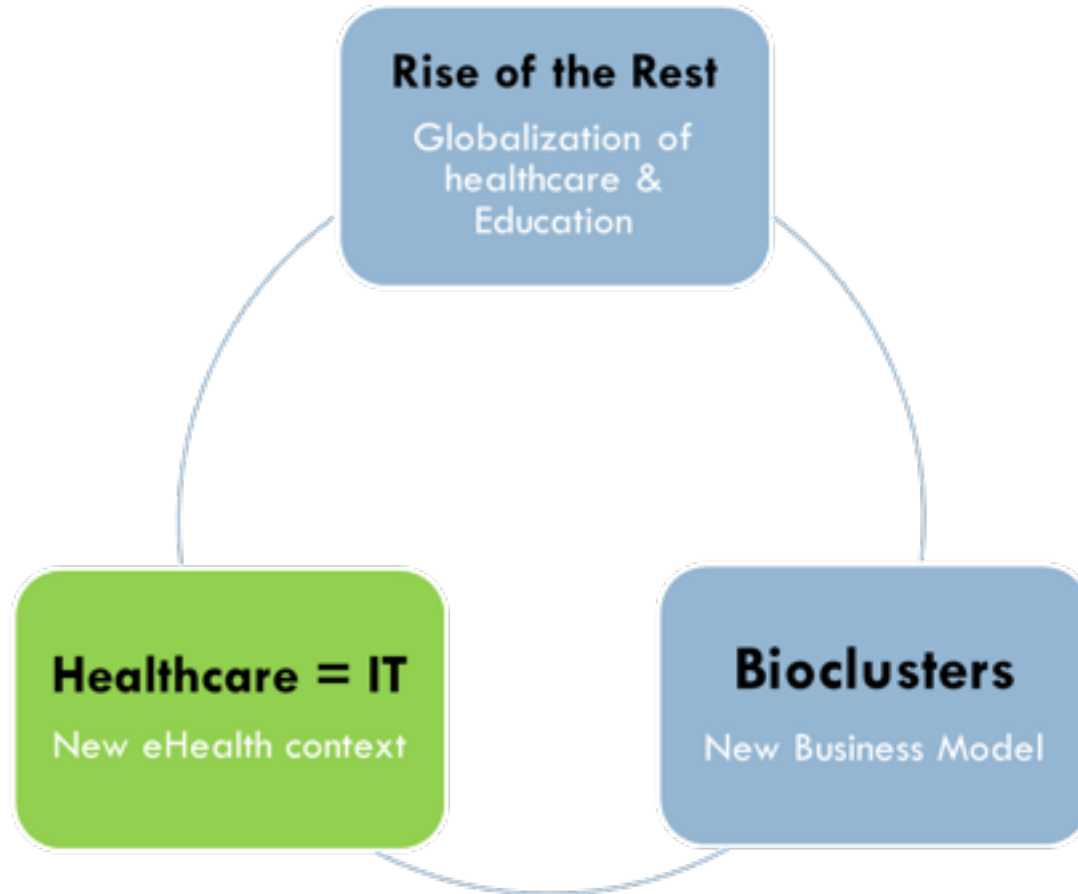 Rise of the Rest
Globalization of
healthcare &
Education
Healthcare = IT
New eHealth context
Bioclusters
New Business Model